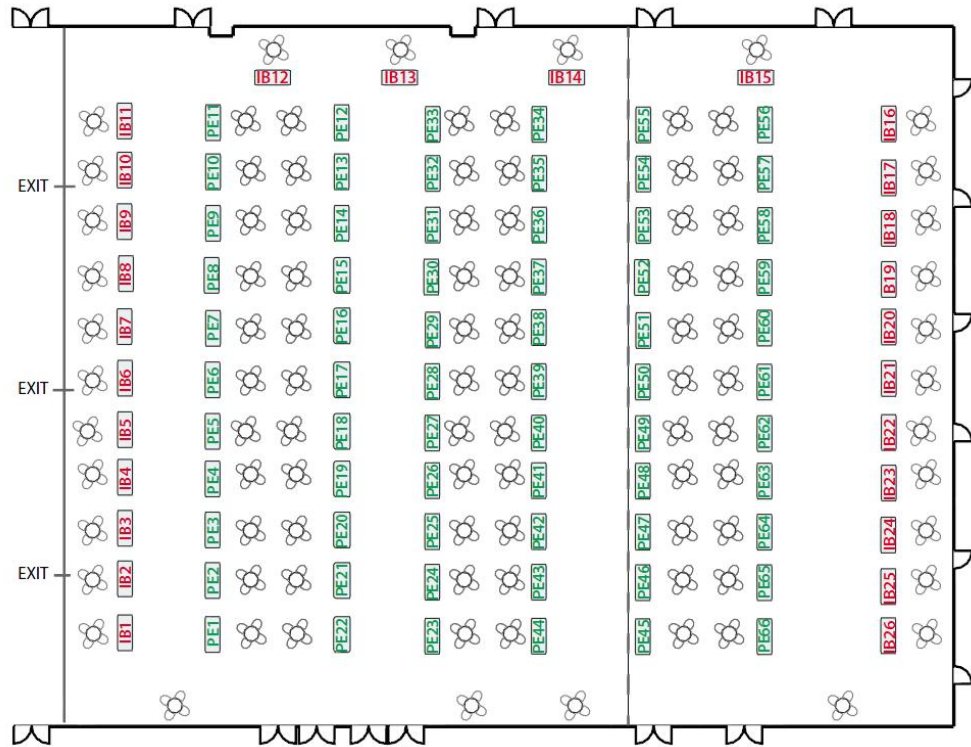 IB12 IB13 IB14 IB15
IB11 PE11 PE12 PE33 PE34 PE55 PE56 IB16
IB10 PE10 PE13 PE32 PE35 PE54 PE57 IB17
EXIT
IB9 PE9 PE14 PE31 PE36 PE53 PE58 IB18
IB8 PE8 PE15 PE30 PE37 PE52 PE59 B19
IB7 PE7 PE16 PE29 PE38 PE51 PE60 IB20
EXIT
IB6 PE6 PE17 PE28 PE39 PE50 PE61 IB21
IB5 PE5 PE18 PE27 PE40 PE49 PE62 IB22
IB4 PE4 PE19 PE26 PE41 PE48 PE63 IB23
IB3 PE3 PE20 PE25 PE42 PE47 PE64 IB24
EXIT
IB2 PE2 PE21 PE24 PE43 PE46 PE65 IB25
IB1 PE1 PE22 PE23 PE44 PE45 PE66 IB26